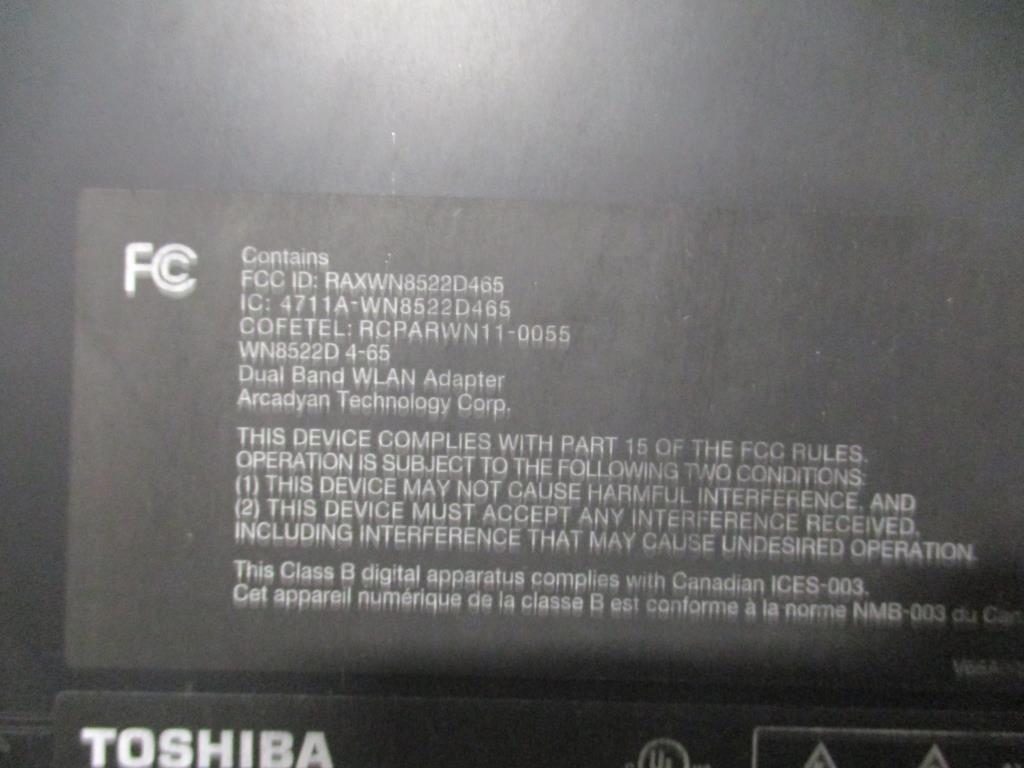 FC
Contains
FCC ID: RAXWN8522D465
IC: 4711A-WN8522D465
COFETEL: RCPARWN11-0055
WN8522D 4-65
Dual Band WLAN Adapter
Arcadyan Technology Corp.
THIS DEVICE COMPLIES WITH PART 15 OF THE FCC RULES.
OPERATION IS SUBJECT TO THE FOLLOWING TWO CONDITIONS:
(1) THIS DEVICE MAY NOT CAUSE HARMFUL INTERFERENCE, AND
(2) THIS DEVICE MUST ACCEPT ANY INTERFERENCE RECEIVED,
INCLUDING INTERFERENCE THAT MAY CAUSE UNDESIRED OPERATION.
This Class B digital apparatus complies with Canadian ICES-003.
Cet appareil numérique de la classe B est conforme à la norme NMB-003 du
TOSHIBA
UL